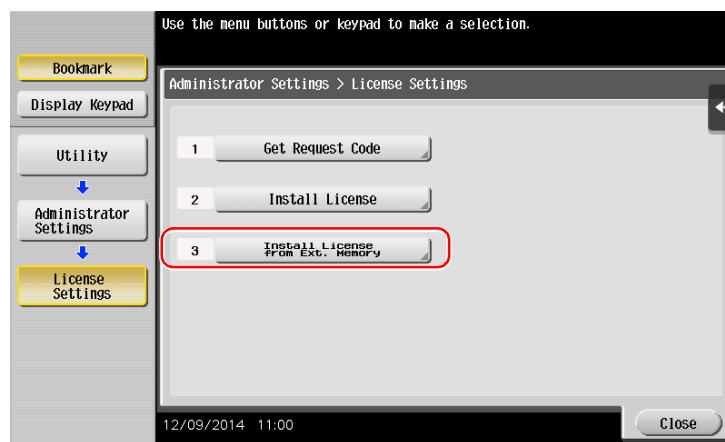 Use the menu buttons or keypad to make a selection.
Bookmark
Display Keypad
Utility
Administrator
Settings
License
Settings
Administrator Settings > License Settings
1 Get Request Code
2 Install License
3 Install License
from Ext. Memory
12/09/2014 11:00
Close